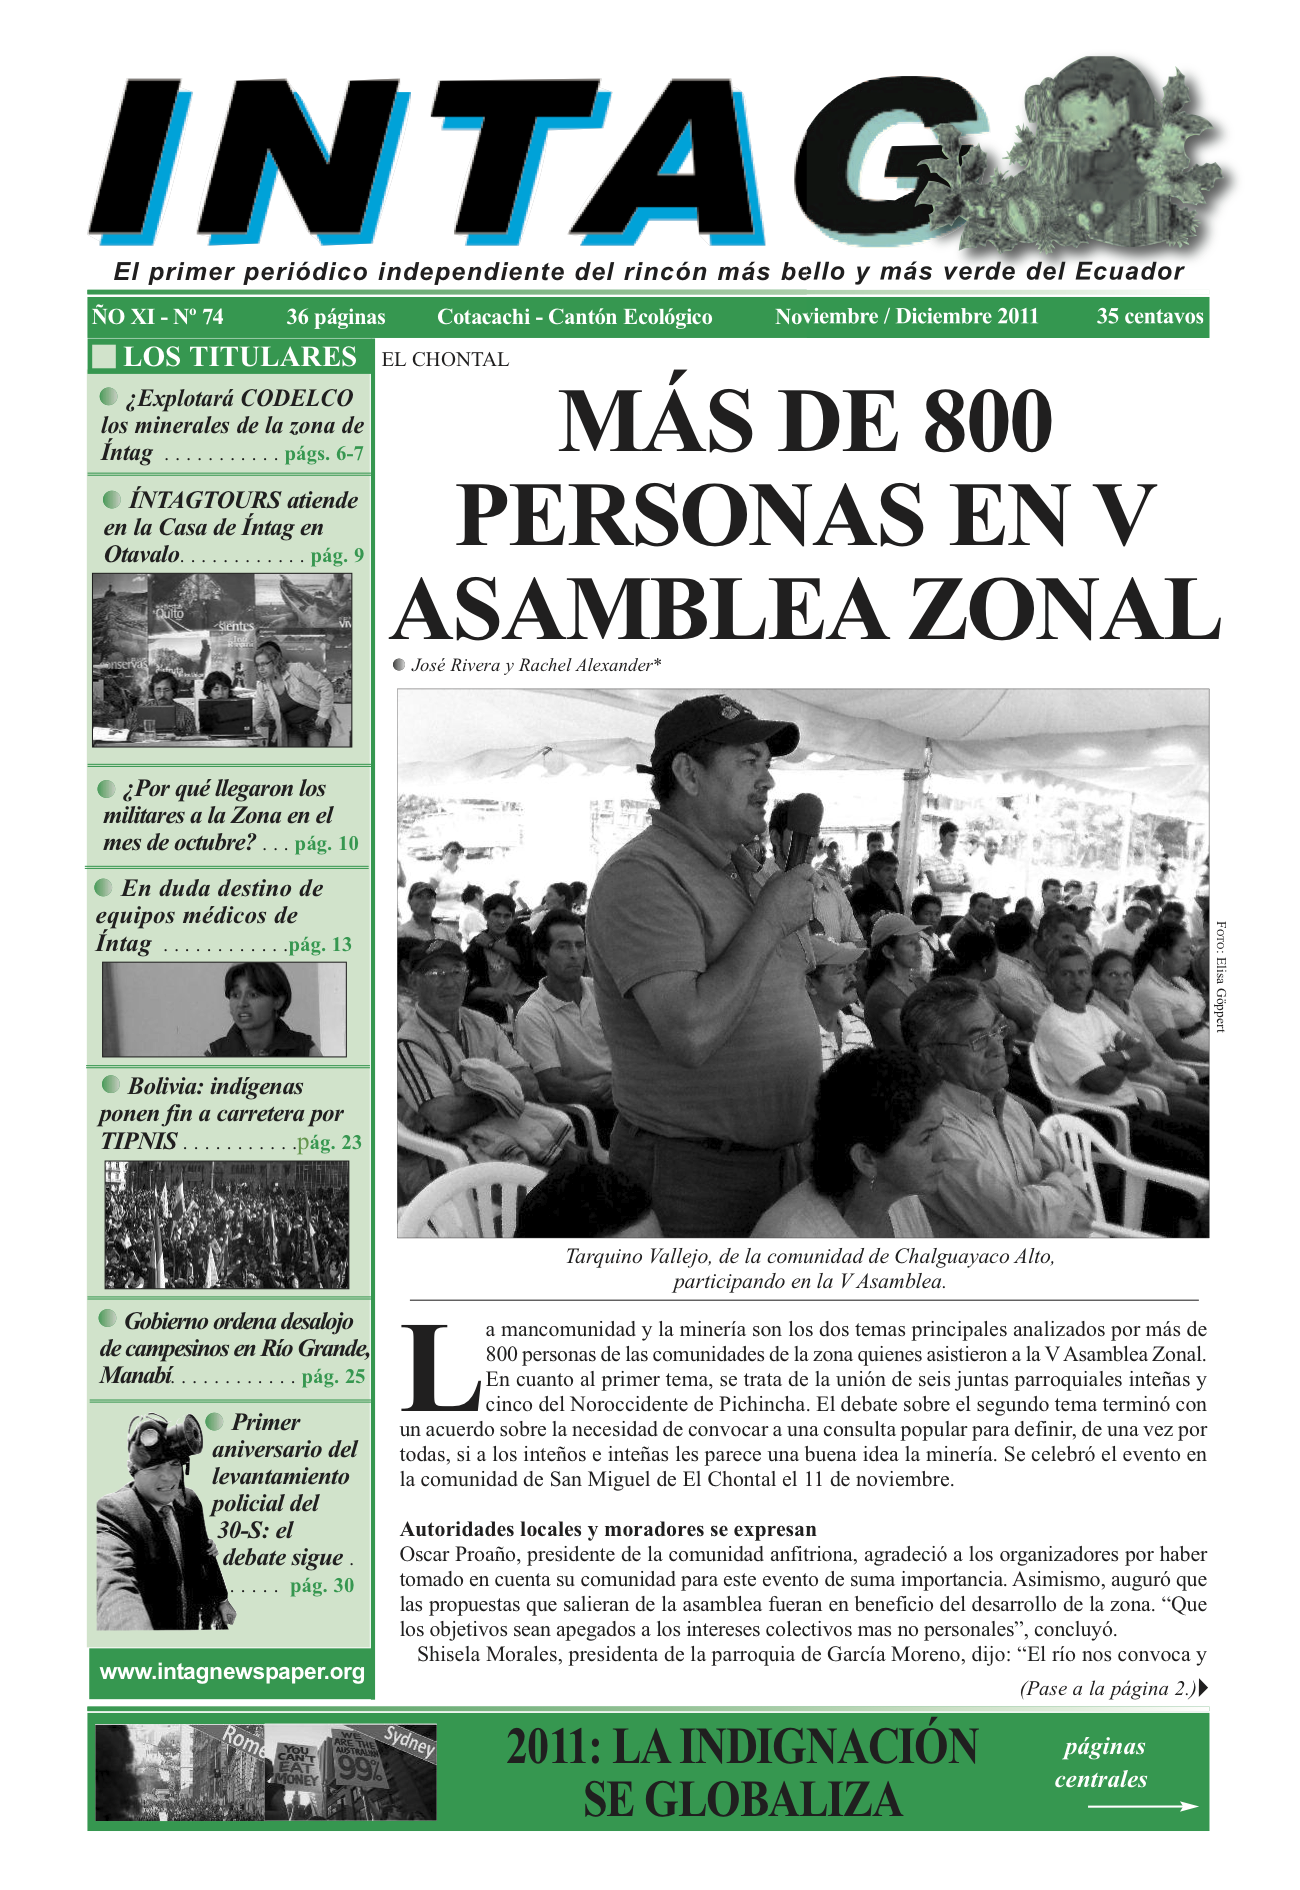 INTAG
El primer periódico independiente del rincón más bello y más verde del Ecuador
ÑO XI - Nº 74 36 páginas Cotacachi - Cantón Ecológico Noviembre / Diciembre 2011 35 centavos
LOS TITULARES
¿Explotará CODELCO
los minerales de la zona de
Íntag . . . . . . . . . . . págs. 6-7
ÍNTAGTOURS atiende
en la Casa de Íntag en
Otavalo. . . . . . . . . . . . pág. 9
Quito
sientes
¿Por qué llegaron los
militares a la Zona en el
mes de octubre? . . . pág. 10
En duda destino de
equipos médicos de
Íntag . . . . . . . . . . . .pág. 13
Bolivia: indígenas
ponen fin a carretera por
TIPNIS . . . . . . . . . . .pág. 23
Gobierno ordena desalojo
de campesinos en Río Grande,
Manabí. . . . . . . . . . . . pág. 25
Primer
aniversario del
levantamiento
policial del
30-S: el
debate sigue .
. . . . . pág. 30
www.intagnewspaper.org
EL CHONTAL
MÁS DE 800
PERSONAS EN V
ASAMBLEA ZONAL
José Rivera y Rachel Alexander*
Foto: Elisa Göppert
Tarquino Vallejo, de la comunidad de Chalguayaco Alto,
participando en la V Asamblea.
La mancomunidad y la minería son los dos temas principales analizados por más de
800 personas de las comunidades de la zona quienes asistieron a la V Asamblea Zonal.
En cuanto al primer tema, se trata de la unión de seis juntas parroquiales inteñas y
cinco del Noroccidente de Pichincha. El debate sobre el segundo tema terminó con
un acuerdo sobre la necesidad de convocar a una consulta popular para definir, de una vez por
todas, si a los inteños e inteñas les parece una buena idea la minería. Se celebró el evento en
la comunidad de San Miguel de El Chontal el 11 de noviembre.
Autoridades locales y moradores se expresan
Oscar Proaño, presidente de la comunidad anfitriona, agradeció a los organizadores por haber
tomado en cuenta su comunidad para este evento de suma importancia. Asimismo, auguró que
las propuestas que salieran de la asamblea fueran en beneficio del desarrollo de la zona. “Que
los objetivos sean apegados a los intereses colectivos mas no personales”, concluyó.
Shisela Morales, presidenta de la parroquia de García Moreno, dijo: “El río nos convoca y
(Pase a la página 2.)
Rome
YOU
CAN'T
EAT
MONEY
WE
ARE THE
AUSTRALIAN
99%
Sydney
2011: LA INDIGNACIÓN
SE GLOBALIZA
páginas
centrales